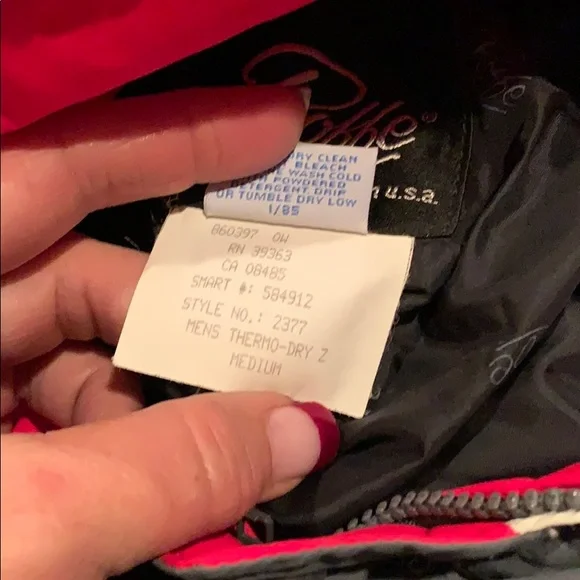 Roffe®
u.s.a.
DRY CLEAN
BLEACH
WASH COLD
POWDERED
DETERGENT DRIP
OR TUMBLE DRY LOW
1/85
060397 OW
RN 39363
CA 08485
SMART #: 584912
STYLE NO.: 2377
MENS THERMO-DRY Z
MEDIUM